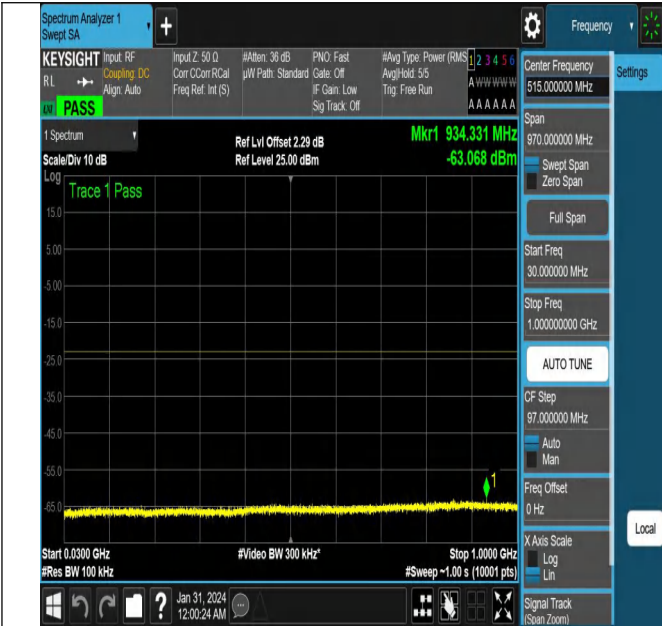 Spectrum Analyzer 1
Swept SA
+
Frequency
KEYSIGHT
RL
LXI PASS
Input: RF
Coupling: DC
Align: Auto
Input Z: 50 Ω
Corr CCorr RCal
Freq Ref: Int (S)
#Atten: 36 dB
µW Path: Standard
PNO: Fast
Gate: Off
IF Gain: Low
Sig Track: Off
#Avg Type: Power (RMS
Avg|Hold: 5/5
Trig: Free Run
1 2 3 4 5 6
A W W W W W
A A A A A A
1 Spectrum
Scale/Div 10 dB
Ref Lvl Offset 2.29 dB
Ref Level 25.00 dBm
Mkr1 934.331 MHz
-63.068 dBm
Log
Trace 1 Pass
15.0
5.00
-5.00
-15.0
-25.0
-35.0
-45.0
-55.0
-65.0
1
Start 0.0300 GHz
#Res BW 100 kHz
#Video BW 300 kHz*
Stop 1.0000 GHz
#Sweep ~1.00 s (10001 pts)
?
Jan 31, 2024
12:00:24 AM
Center Frequency
515.000000 MHz
Span
970.000000 MHz
Swept Span
Zero Span
Full Span
Start Freq
30.000000 MHz
Stop Freq
1.000000000 GHz
AUTO TUNE
CF Step
97.000000 MHz
Auto
Man
Freq Offset
0 Hz
X Axis Scale
Log
Lin
Signal Track
(Span Zoom)
Settings
Local